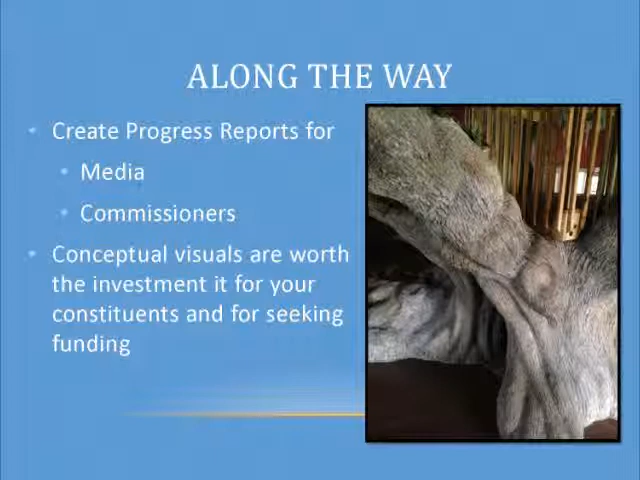 ALONG THE WAY
Create Progress Reports for
Media
Commissioners
Conceptual visuals are worth
the investment it for your
constituents and for seeking
funding